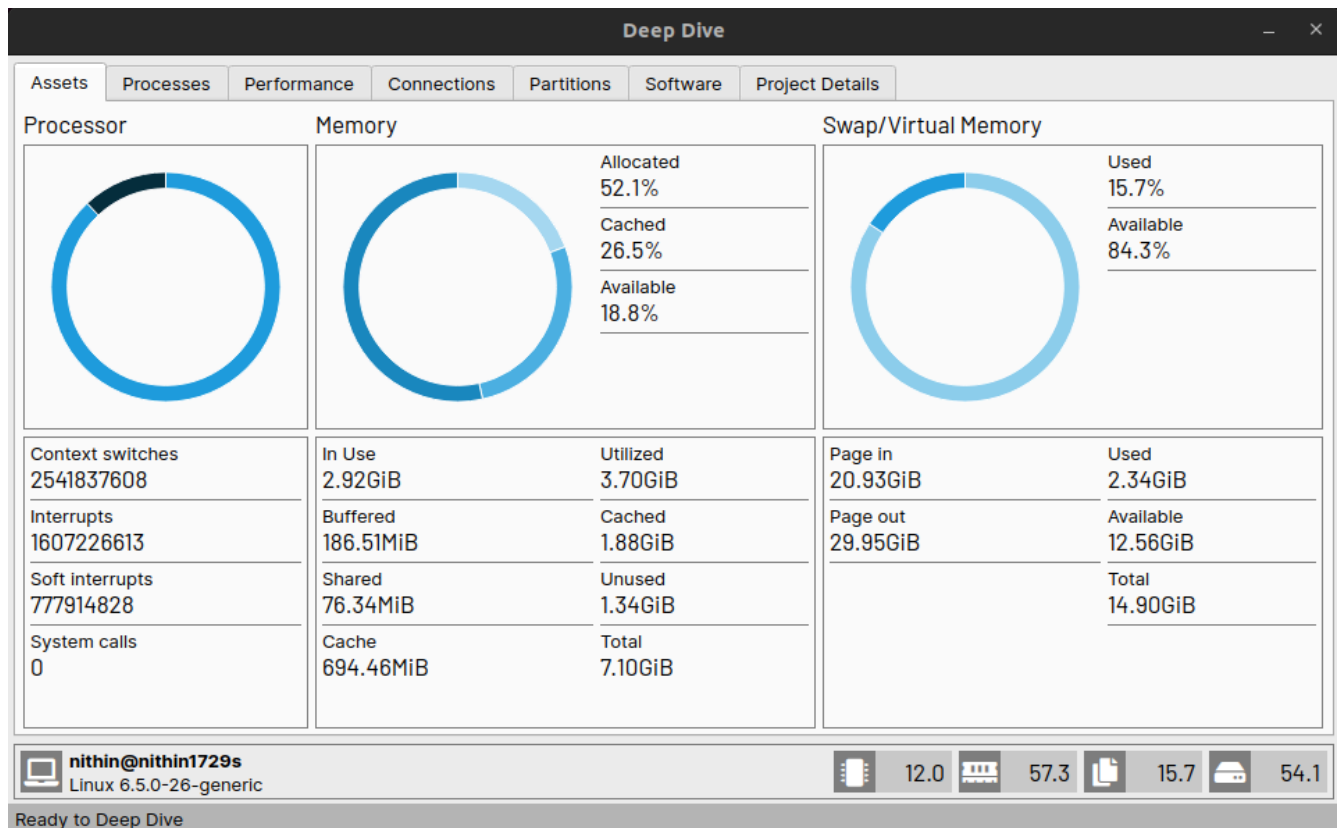 Deep Dive
Assets Processes Performance Connections Partitions Software Project Details
Processor
Memory
Allocated
52.1%
Cached
26.5%
Available
18.8%
Swap/Virtual Memory
Used
15.7%
Available
84.3%
Context switches
2541837608
Interrupts
1607226613
Soft interrupts
777914828
System calls
0
In Use
2.92GiB
Buffered
186.51MiB
Shared
76.34MiB
Cache
694.46MiB
Utilized
3.70GiB
Cached
1.88GiB
Unused
1.34GiB
Total
7.10GiB
Page in
20.93GiB
Page out
29.95GiB
Used
2.34GiB
Available
12.56GiB
Total
14.90GiB
nithin@nithin1729s
Linux 6.5.0-26-generic
12.0 57.3 15.7 54.1
Ready to Deep Dive